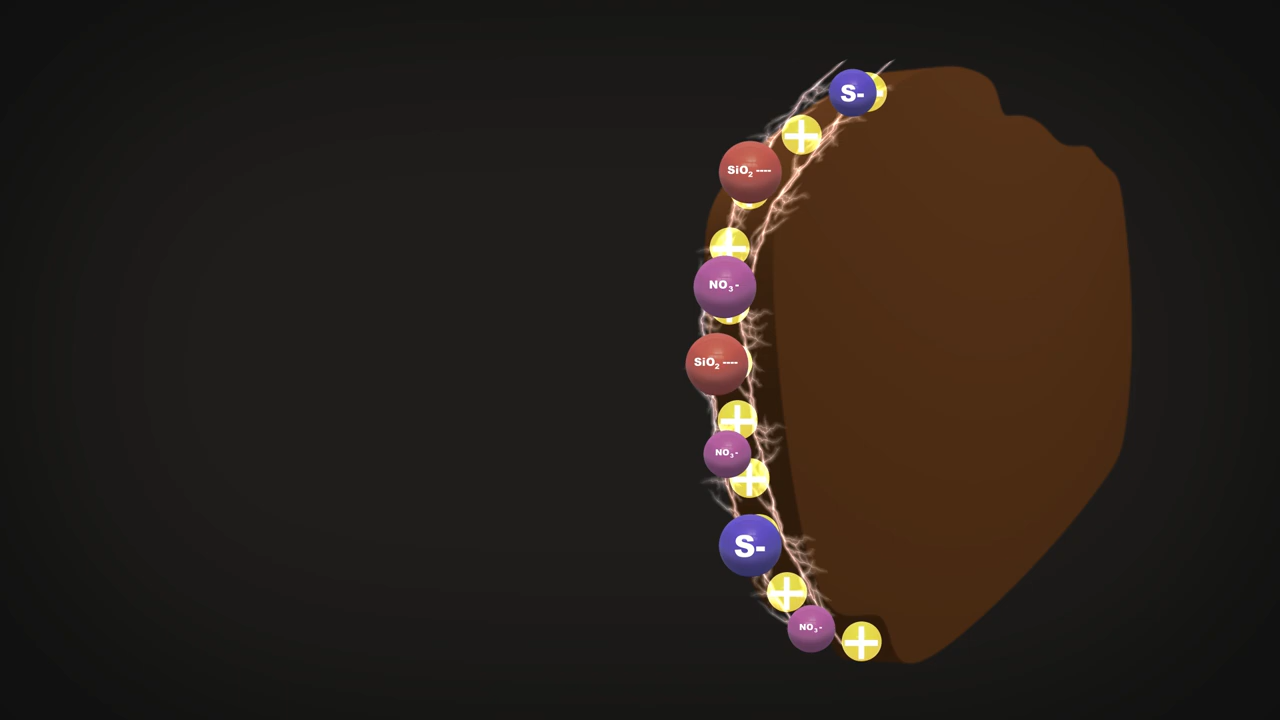 S-
SiO₂ ----
NO₃-
SiO₂ ----
NO₃-
S-
NO₃-